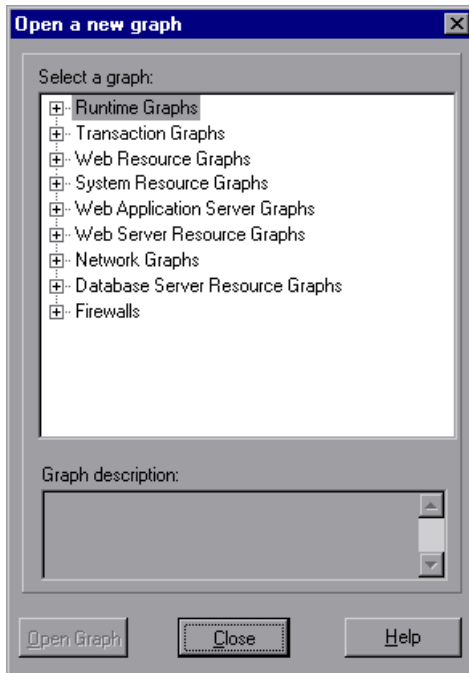 Open a new graph
Select a graph:
Runtime Graphs
Transaction Graphs
Web Resource Graphs
System Resource Graphs
Web Application Server Graphs
Web Server Resource Graphs
Network Graphs
Database Server Resource Graphs
Firewalls
Graph description:
Open Graph
Close
Help